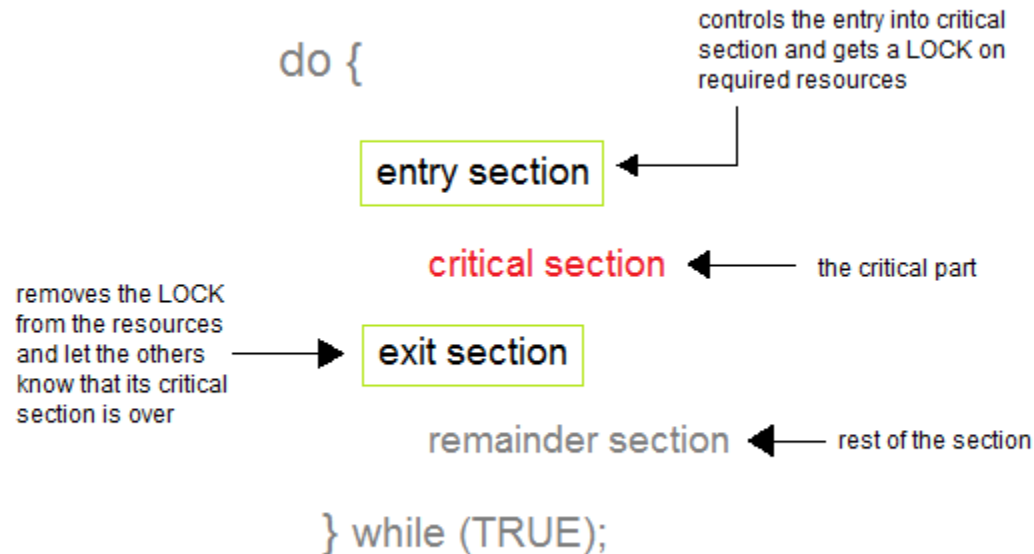 controls the entry into critical
section and gets a LOCK on
required resources
do {
entry section
critical section
the critical part
removes the LOCK
from the resources
and let the others
know that its critical
section is over
exit section
remainder section
rest of the section
} while (TRUE);